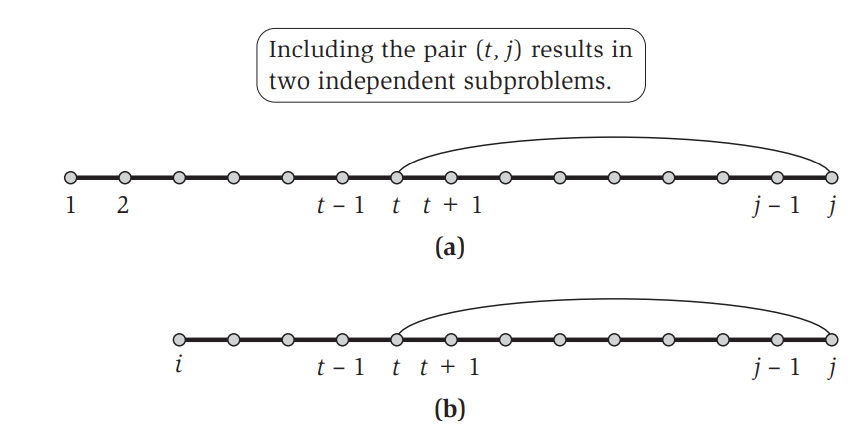 Including the pair (t, j) results in
two independent subproblems.
1 2 t – 1 t t + 1 j – 1 j
(a)
i t – 1 t t + 1 j – 1 j
(b)